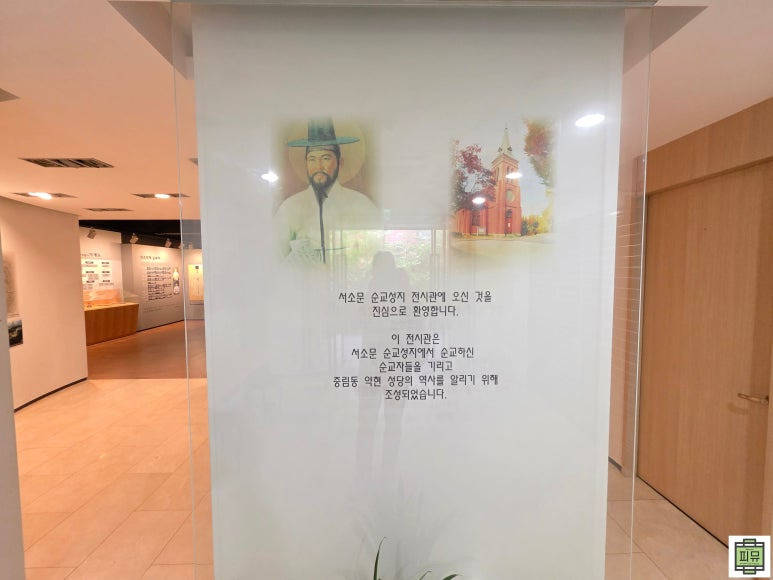 서소문 순교성지 전시관에 오신 것을
진심으로 환영합니다.
이 전시관은
서소문 순교성지에서 순교하신
순교자들을 기리고
중림동 약현 성당의 역사를 알리기 위해
조성되었습니다.
피뮤